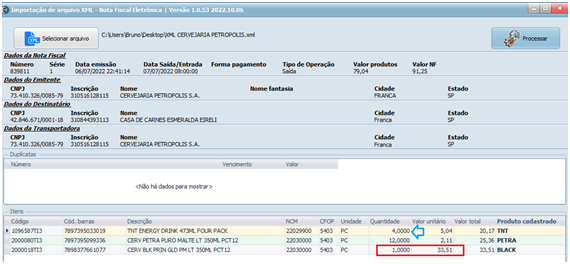 Importação de arquivo XML - Nota Fiscal Eletrônica | Versão 1.0.53 2022.10.06
Selecionar arquivo C:\Users\Bruno\Desktop\XML CERVEJARIA PETROPOLIS.xml Processar
Dados da Nota Fiscal
Número Série Data emissão Data Saída/Entrada Forma pagamento Tipo de Operação Valor produtos Valor NF
839811 1 06/07/2022 22:41:14 07/07/2022 08:00:00 Saída 79,04 91,25
Dados do Emitente
CNPJ Inscrição Nome Nome fantasia Cidade Estado
73.410.326/0085-79 310516128115 CERVEJARIA PETROPOLIS S.A. FRANCA SP
Dados do Destinatário
CNPJ Inscrição Nome Cidade Estado
42.846.671/0001-18 310844393113 CASA DE CARNES ESMERALDA EIRELI Franca SP
Dados da Transportadora
CNPJ Inscrição Nome Cidade Estado
73.410.326/0085-79 310516128115 CERVEJARIA PETROPOLIS S.A. Franca SP
Duplicatas
Número Vencimento Valor
<Não há dados para mostrar>
Itens
Código Cód. barras Descrição NCM CFOP Unidade Quantidade Valor unitário Valor total Produto cadastrado
1096587TI3 7897395033019 TNT ENERGY DRINK 473ML FOUR PACK 22029900 5403 PC 4,0000 5,04 20,17 TNT
2000080TI3 7897395099336 CERV PETRA PURO MALTE LT 350ML PCT12 22030000 5403 PC 12,0000 2,11 25,36 PETRA
2000018TI3 7898377661077 CERV BLK PRIN GLD PM LT 350ML PCT12 22030000 5403 PC 1,0000 33,51 33,51 BLACK